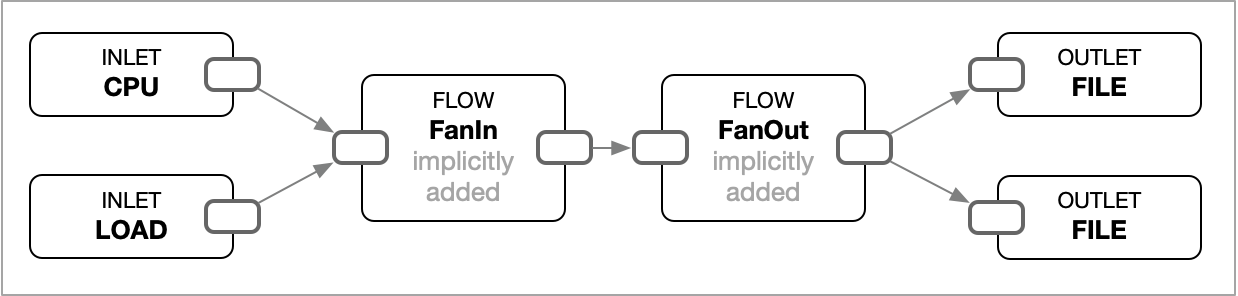 INLET
CPU
INLET
LOAD
FLOW
FanIn
implicitly
added
FLOW
FanOut
implicitly
added
OUTLET
FILE
OUTLET
FILE